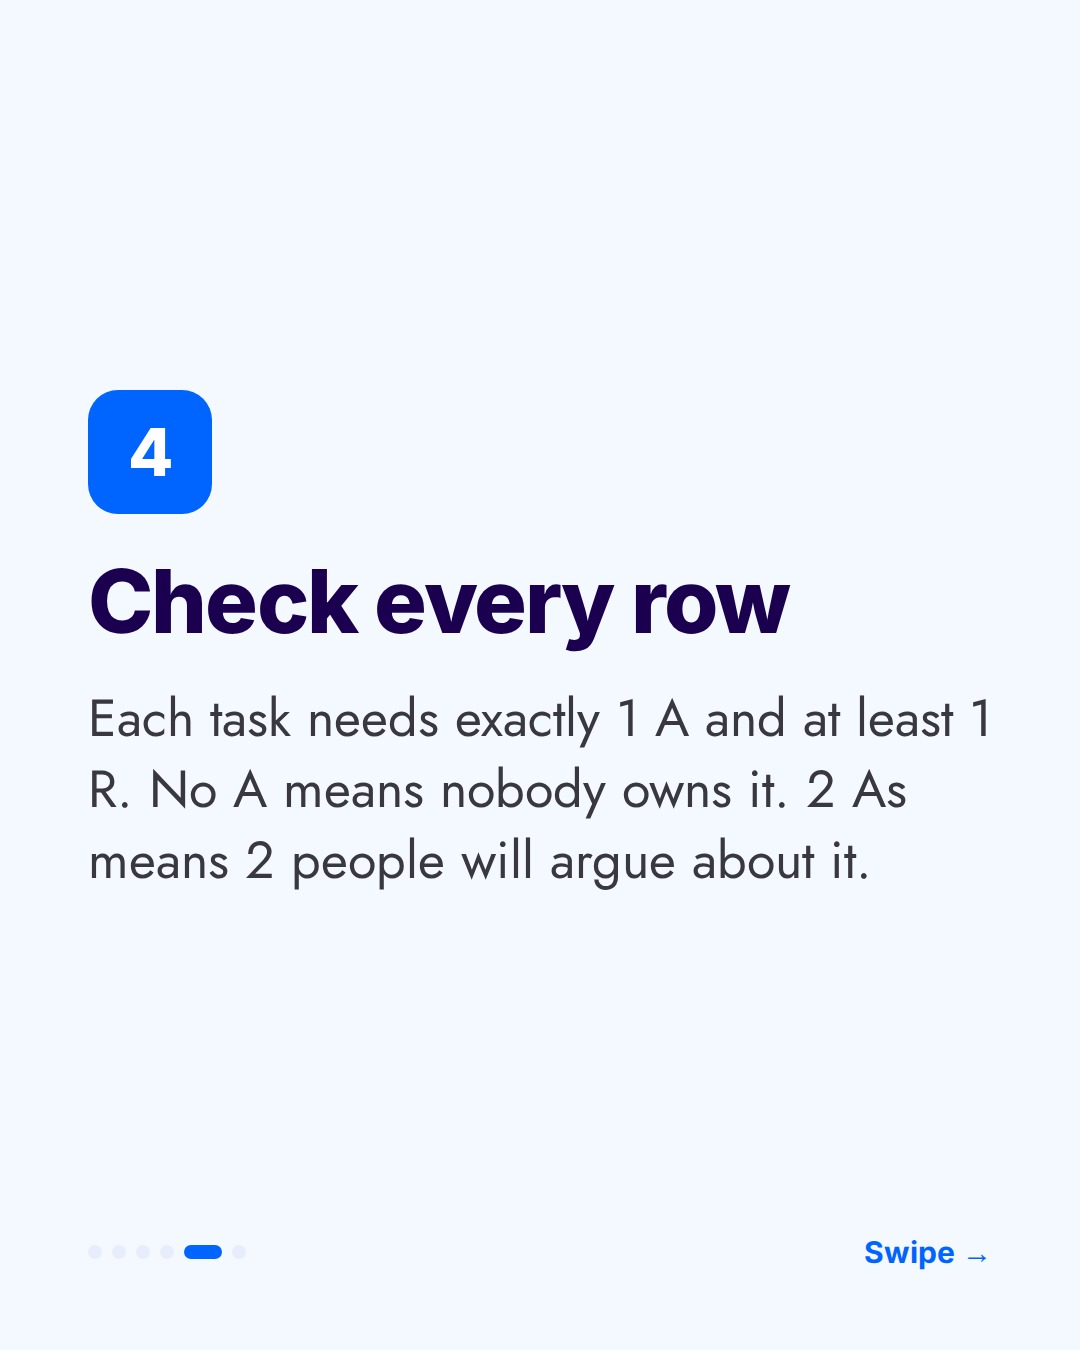 4
Check every row
Each task needs exactly 1 A and at least 1
R. No A means nobody owns it. 2 As
means 2 people will argue about it.
Swipe →